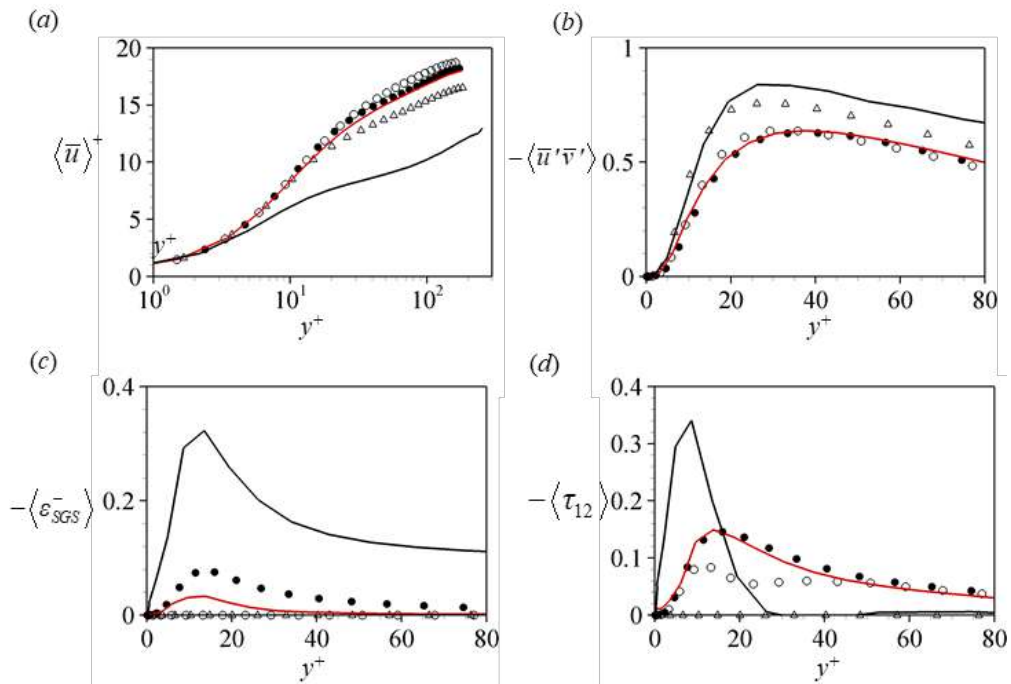 (a)
20
15
10
5
0
⟨u̅⟩⁺
y⁺
10⁰
10¹
10²
y⁺
(b)
1
0.5
0
−⟨u̅′v̅′⟩
0
20
40
60
80
y⁺
(c)
0.4
0.2
0
−⟨ε⁻_SGS⟩
0
20
40
60
80
y⁺
(d)
0.4
0.3
0.2
0.1
0
−⟨τ₁₂⟩
0
20
40
60
80
y⁺